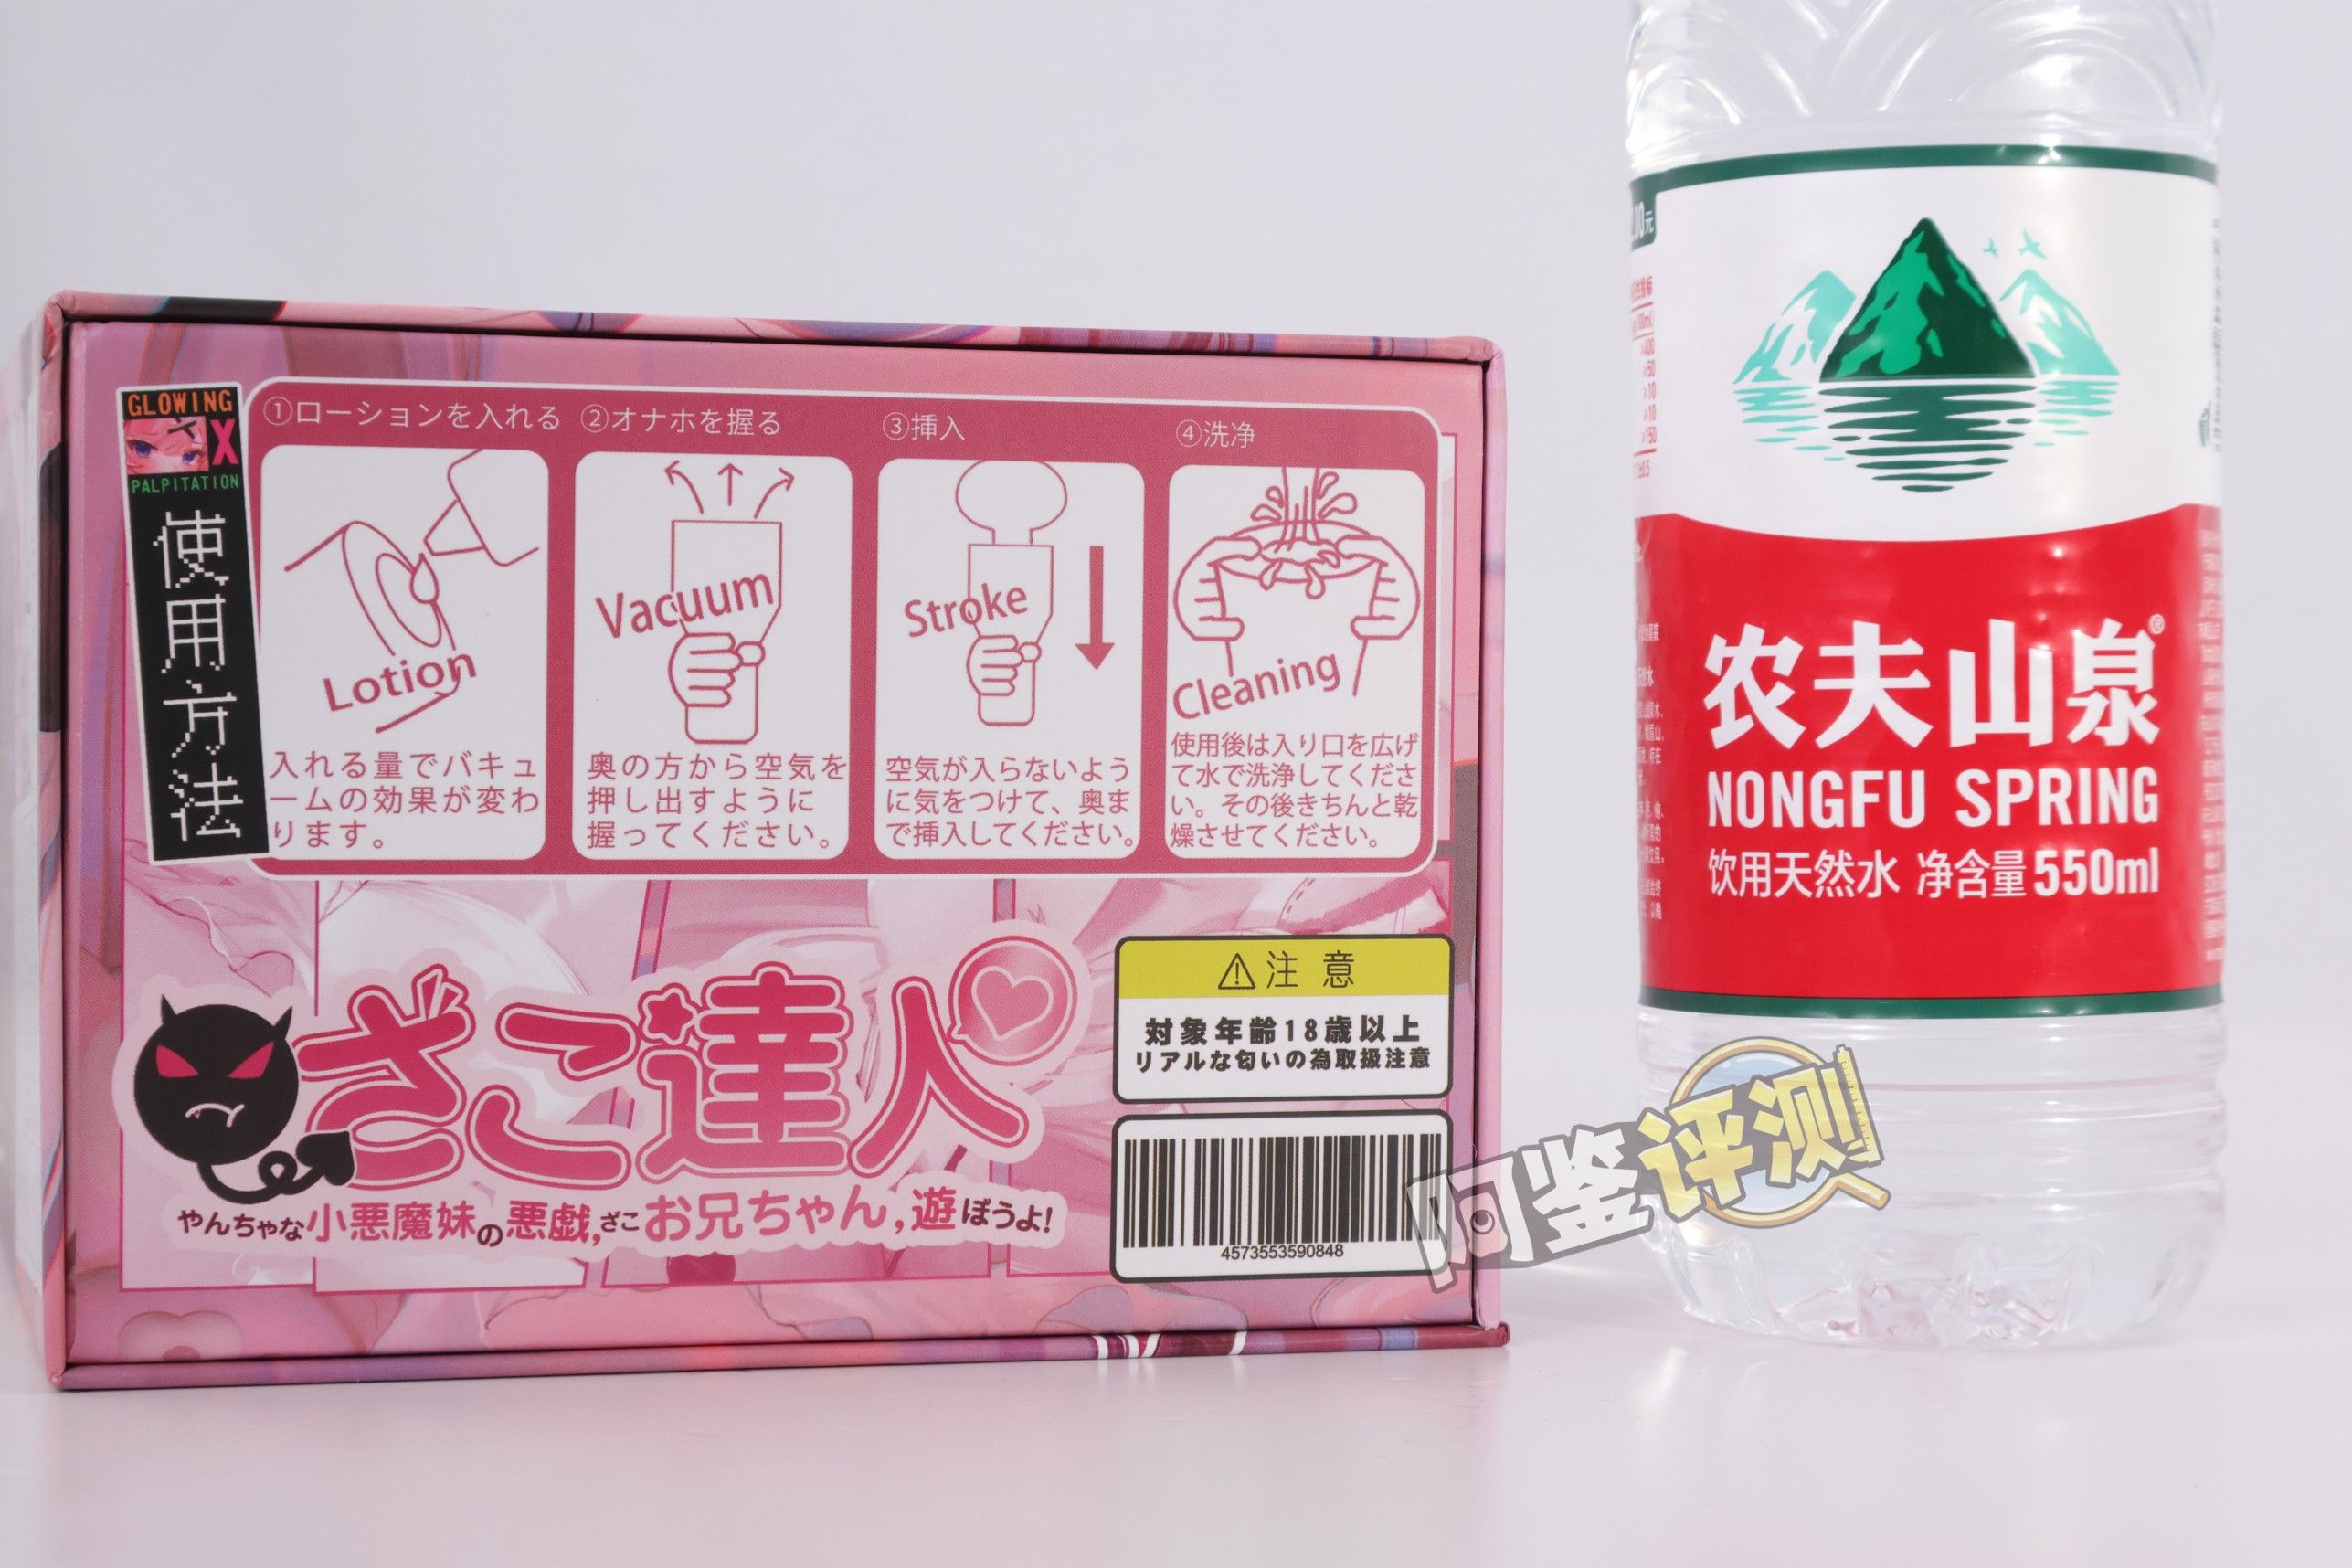 GLOWING
X
PALPITATION
使用方法
①ローションを入れる
Lotion
入れる量でバキュ
ームの効果が変わ
ります。
②オナホを握る
Vacuum
奥の方から空気を
押し出すように
握ってください。
③挿入
Stroke
空気が入らないよう
に気をつけて、奥ま
で挿入してください。
④洗浄
Cleaning
使用後は入り口を広げ
て水で洗浄してくださ
い。その後きちんと乾
燥させてください。
ざこ達人
やんちゃな小悪魔妹の悪戯,ざこお兄ちゃん,遊ぼうよ!
⚠注意
対象年齢18歳以上
リアルな匂いの為取扱注意
4573553590848
农夫山泉®
NONGFU SPRING
饮用天然水 净含量550ml
阿鉴评测